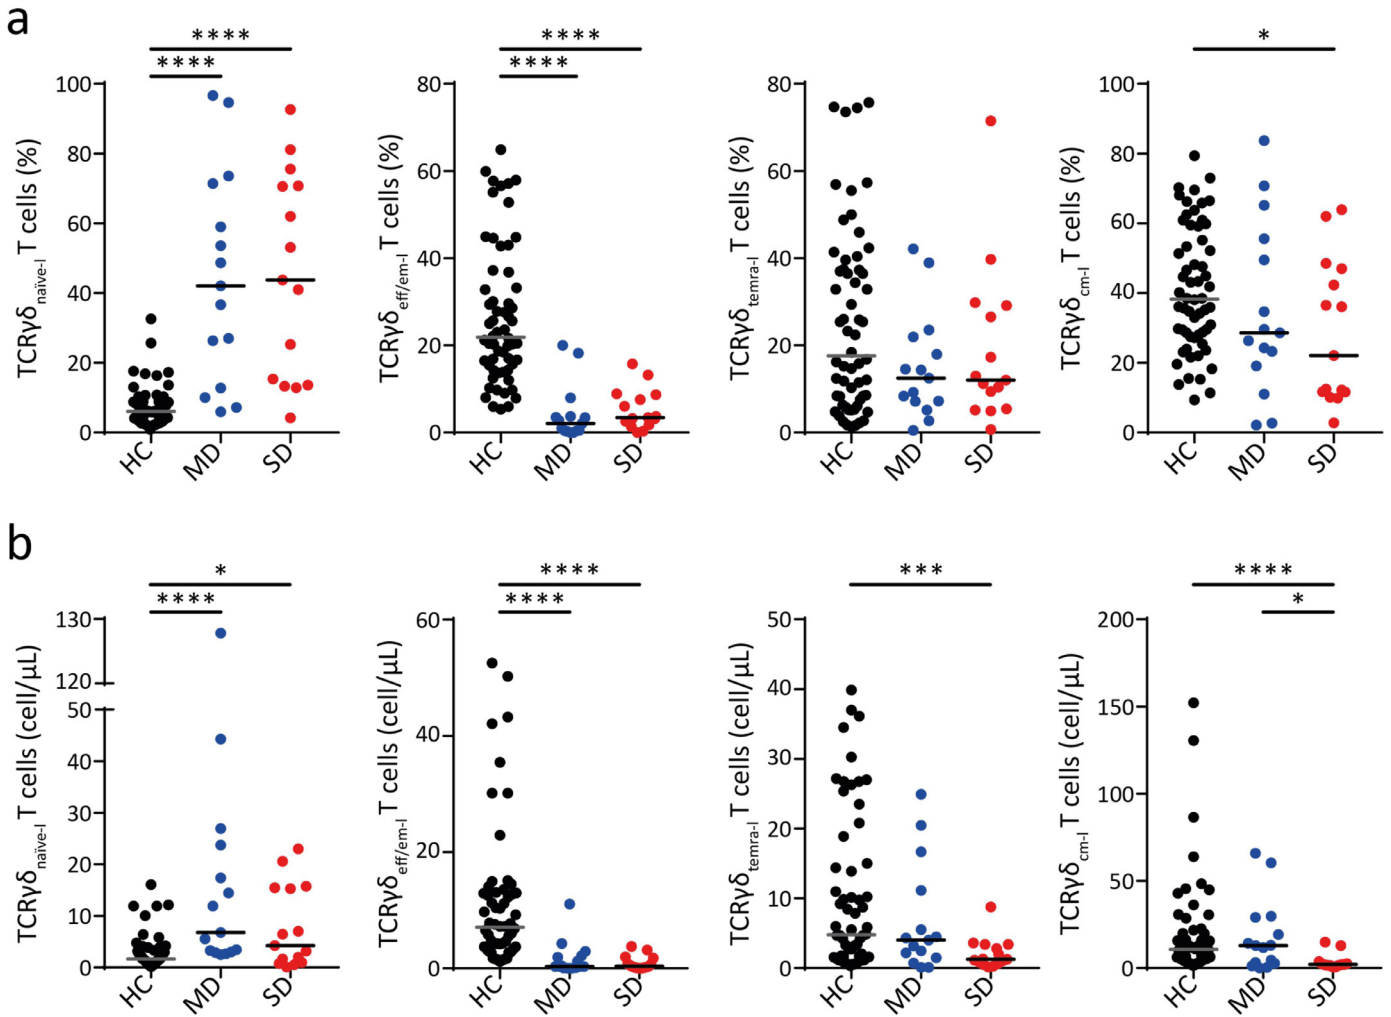 a
**** **** *
**** ****
TCRγδnaïve-l T cells (%)
100
80
60
40
20
0
HC MD SD
TCRγδeff/em-l T cells (%)
80
60
40
20
0
HC MD SD
TCRγδtemra-l T cells (%)
80
60
40
20
0
HC MD SD
TCRγδcm-l T cells (%)
100
80
60
40
20
0
HC MD SD
b
* **** *** ****
**** **** *
TCRγδnaïve-l T cells (cell/μL)
130
120
50
40
30
20
10
0
HC MD SD
TCRγδeff/em-l T cells (cell/μL)
60
40
20
0
HC MD SD
TCRγδtemra-l T cells (cell/μL)
50
40
30
20
10
0
HC MD SD
TCRγδcm-l T cells (cell/μL)
200
150
100
50
0
HC MD SD